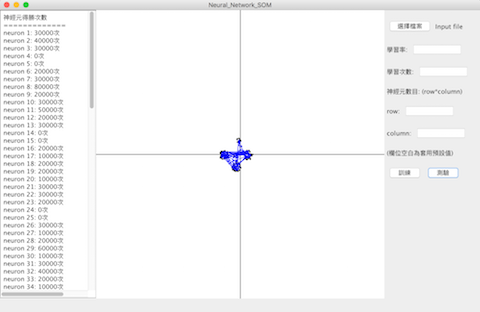 Neural_Network_SOM
神經元得勝次數
=============
neuron 1: 30000次
neuron 2: 40000次
neuron 3: 30000次
neuron 4: 0次
neuron 5: 0次
neuron 6: 20000次
neuron 7: 30000次
neuron 8: 80000次
neuron 9: 20000次
neuron 10: 30000次
neuron 11: 50000次
neuron 12: 20000次
neuron 13: 30000次
neuron 14: 0次
neuron 15: 0次
neuron 16: 20000次
neuron 17: 10000次
neuron 18: 20000次
neuron 19: 20000次
neuron 20: 10000次
neuron 21: 30000次
neuron 22: 30000次
neuron 23: 20000次
neuron 24: 0次
neuron 25: 0次
neuron 26: 30000次
neuron 27: 10000次
neuron 28: 20000次
neuron 29: 60000次
neuron 30: 10000次
neuron 31: 30000次
neuron 32: 40000次
neuron 33: 20000次
neuron 34: 10000次
選擇檔案 Input file
學習率:
學習次數:
神經元數目: (row*column)
row:
column:
(欄位空白為套用預設值)
訓練 測驗